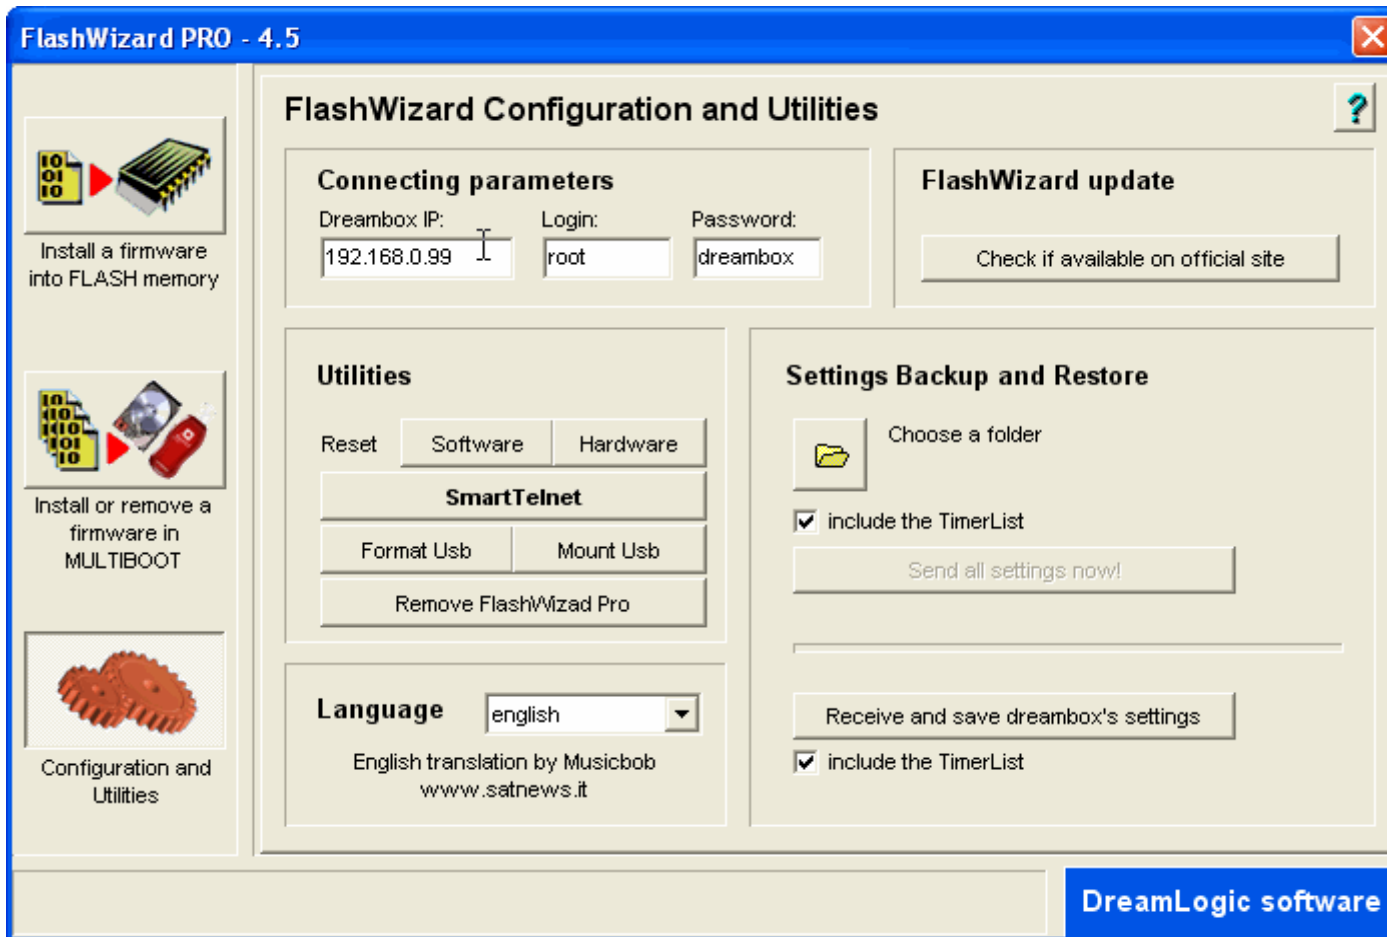 FlashWizard PRO - 4.5
FlashWizard Configuration and Utilities
?
Install a firmware
into FLASH memory
Install or remove a
firmware in
MULTIBOOT
Configuration and
Utilities
Connecting parameters
Dreambox IP:
Login:
Password:
192.168.0.99
root
dreambox
FlashWizard update
Check if available on official site
Utilities
Reset
Software
Hardware
SmartTelnet
Format Usb
Mount Usb
Remove FlashWizad Pro
Language
english
English translation by Musicbob
www.satnews.it
Settings Backup and Restore
Choose a folder
include the TimerList
Send all settings now!
Receive and save dreambox's settings
include the TimerList
DreamLogic software